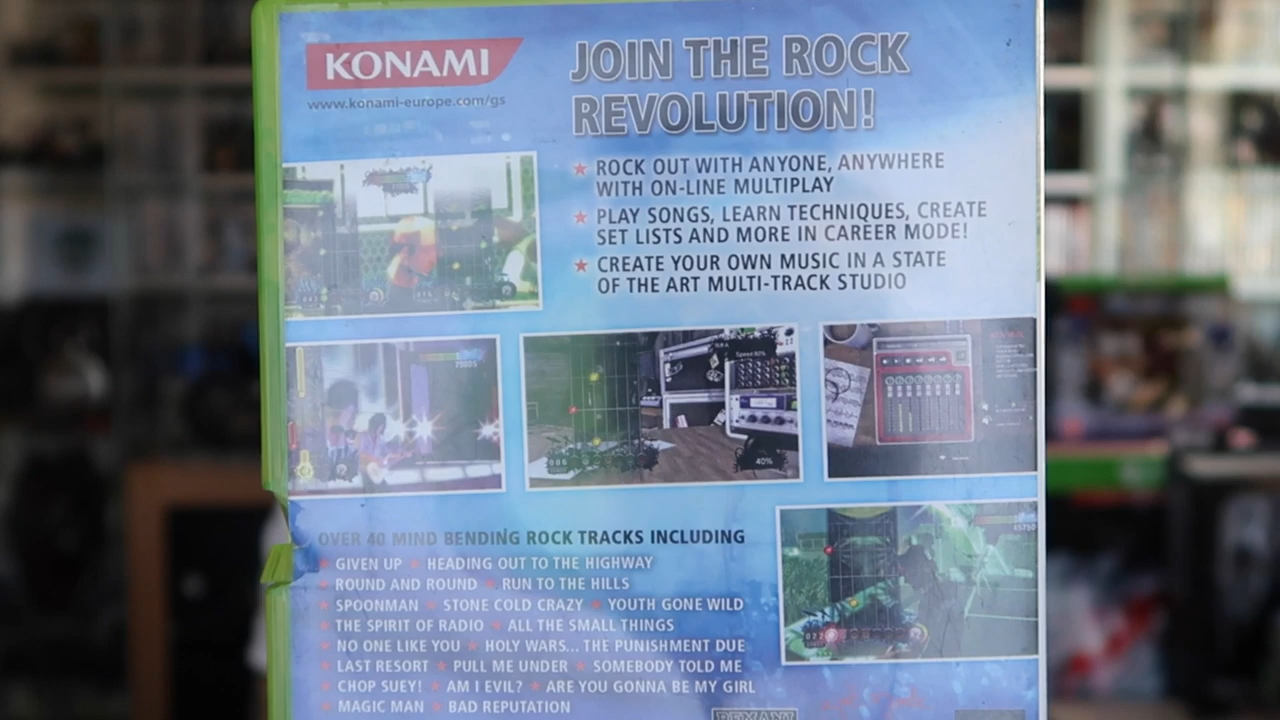 KONAMI
www.konami-europe.com/gs
JOIN THE ROCK
REVOLUTION!
★ ROCK OUT WITH ANYONE, ANYWHERE
WITH ON-LINE MULTIPLAY
★ PLAY SONGS, LEARN TECHNIQUES, CREATE
SET LISTS AND MORE IN CAREER MODE!
★ CREATE YOUR OWN MUSIC IN A STATE
OF THE ART MULTI-TRACK STUDIO
Speed 80%
40%
OVER 40 MIND BENDING ROCK TRACKS INCLUDING
★ GIVEN UP ★ HEADING OUT TO THE HIGHWAY
★ ROUND AND ROUND ★ RUN TO THE HILLS
★ SPOONMAN ★ STONE COLD CRAZY ★ YOUTH GONE WILD
★ THE SPIRIT OF RADIO ★ ALL THE SMALL THINGS
★ NO ONE LIKE YOU ★ HOLY WARS... THE PUNISHMENT DUE
★ LAST RESORT ★ PULL ME UNDER ★ SOMEBODY TOLD ME
★ CHOP SUEY! ★ AM I EVIL? ★ ARE YOU GONNA BE MY GIRL
★ MAGIC MAN ★ BAD REPUTATION
BEMANI